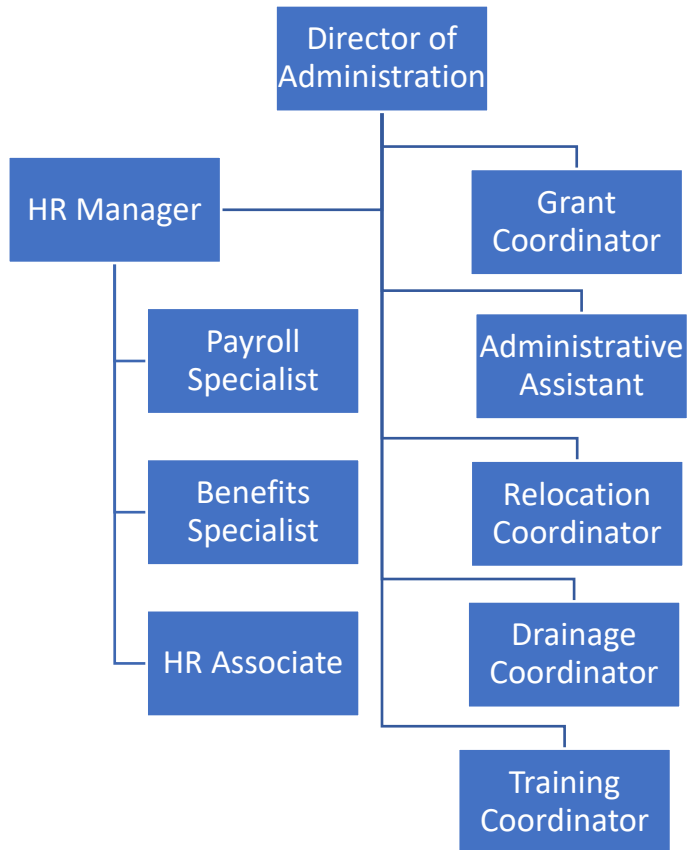 Director of
Administration
HR Manager
Grant
Coordinator
Payroll
Specialist
Administrative
Assistant
Benefits
Specialist
Relocation
Coordinator
HR Associate
Drainage
Coordinator
Training
Coordinator